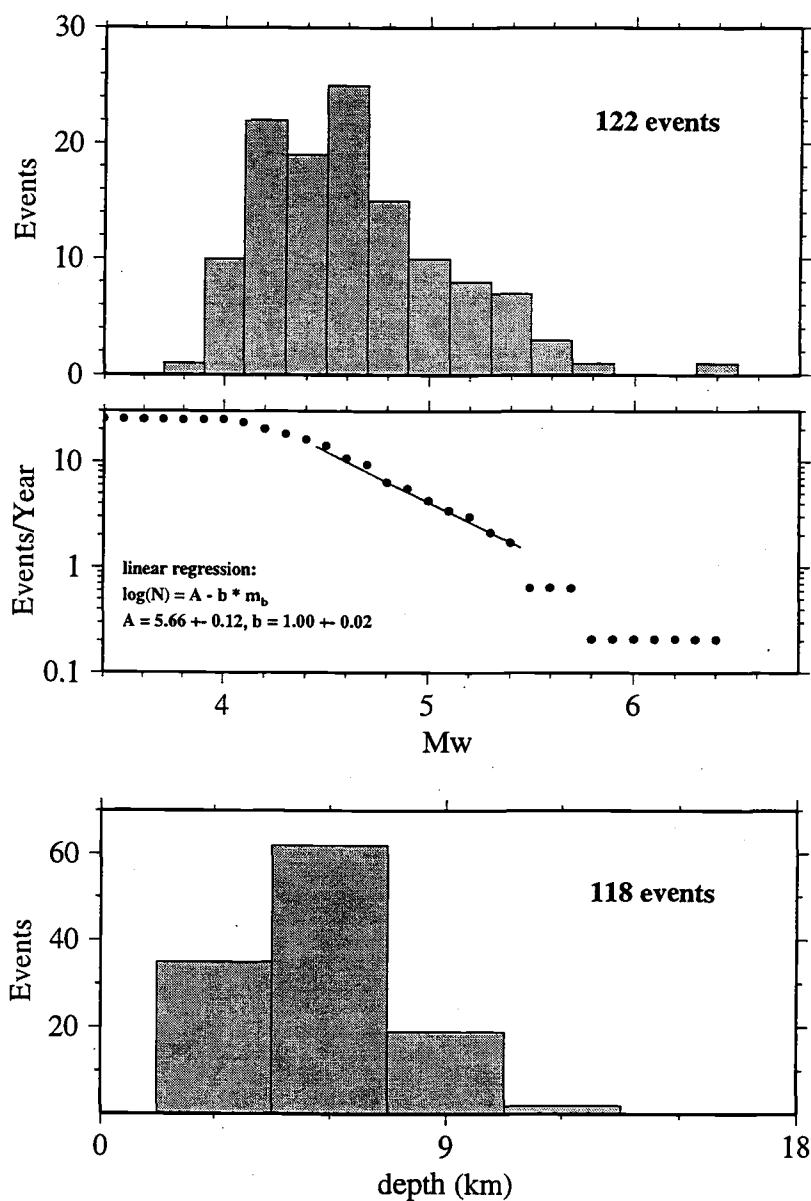 30
20
10
0
Events
122 events
10
1
0.1
Events/Year
linear regression:
log(N) = A - b * m_b
A = 5.66 +- 0.12, b = 1.00 +- 0.02
4
5
6
Mw
60
40
20
Events
118 events
0
9
18
depth (km)